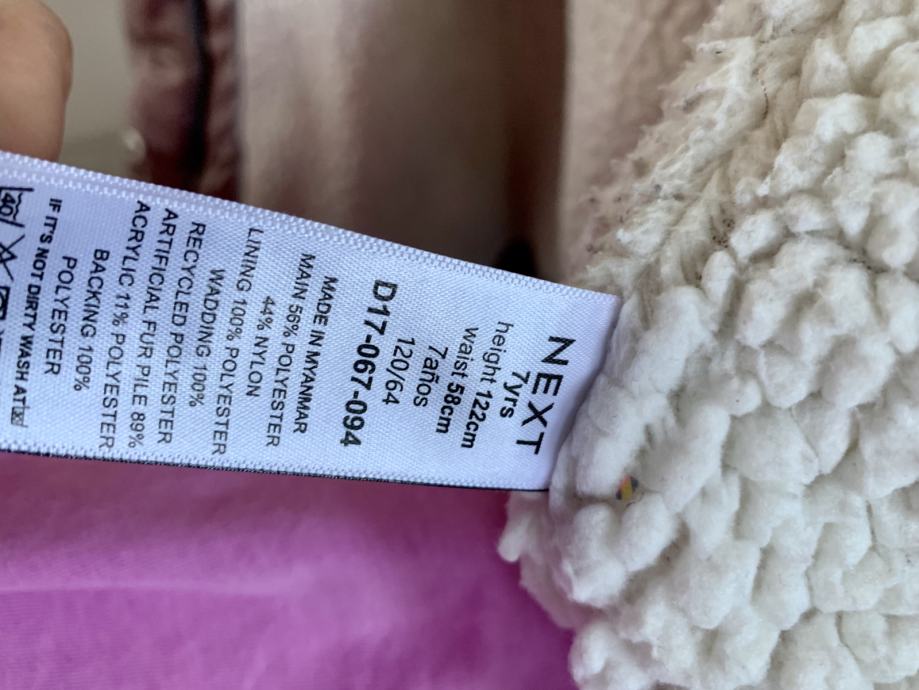 NEXT
7yrs
height 122cm
waist 58cm
7años
120/64
D17-067-094
MADE IN MYANMAR
MAIN 56% POLYESTER
44% NYLON
LINING 100% POLYESTER
WADDING 100%
RECYCLED POLYESTER
ARTIFICIAL FUR PILE 89%
ACRYLIC 11% POLYESTER
BACKING 100%
POLYESTER
IF IT'S NOT DIRTY WASH AT
40